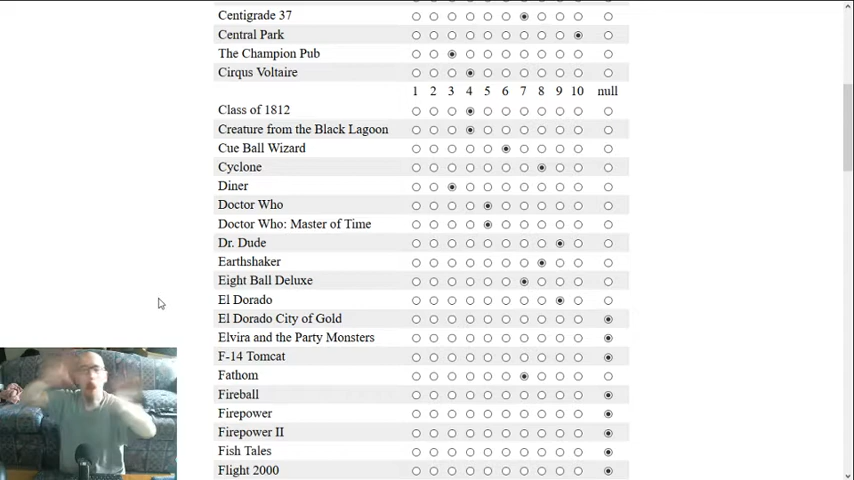 Centigrade 37
Central Park
The Champion Pub
Cirqus Voltaire
1 2 3 4 5 6 7 8 9 10 null
Class of 1812
Creature from the Black Lagoon
Cue Ball Wizard
Cyclone
Diner
Doctor Who
Doctor Who: Master of Time
Dr. Dude
Earthshaker
Eight Ball Deluxe
El Dorado
El Dorado City of Gold
Elvira and the Party Monsters
F-14 Tomcat
Fathom
Fireball
Firepower
Firepower II
Fish Tales
Flight 2000